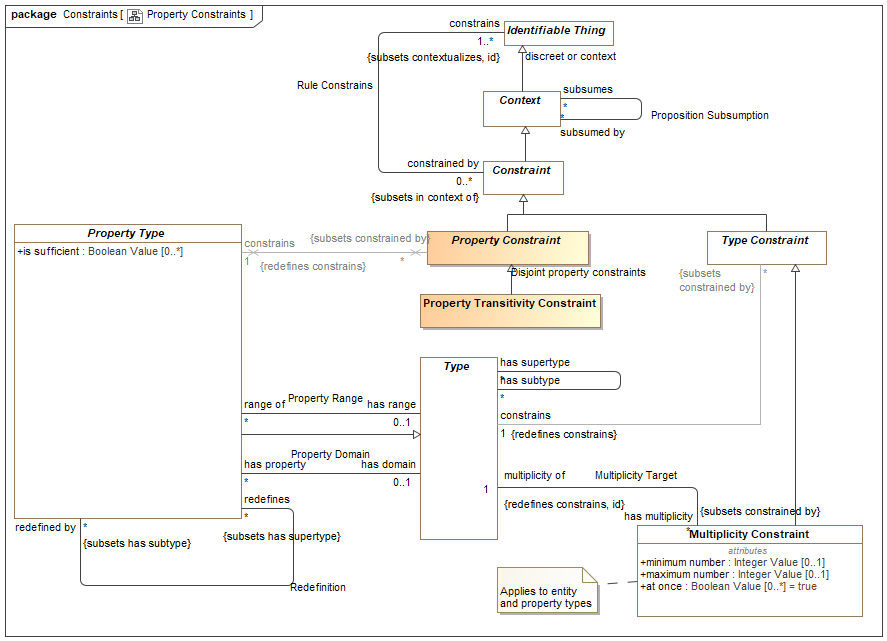 package Constraints [ Property Constraints ]
constrains
Identifiable Thing
1..*
{subsets contextualizes, id}
discreet or context
Rule Constrains
Context
subsumes
*
*
Proposition Subsumption
subsumed by
constrained by
Constraint
0..*
{subsets in context of}
Property Type
+is sufficient : Boolean Value [0..*]
constrains
{subsets constrained by}
1
{redefines constrains}
*
Property Constraint
Type Constraint
Disjoint property constraints
{subsets
constrained by}
*
Property Transitivity Constraint
Type
has supertype
*
has subtype
*
range of
Property Range
has range
*
0..1
constrains
1
{redefines constrains}
Property Domain
has property
has domain
*
0..1
multiplicity of
Multiplicity Target
1
{redefines constrains, id}
redefines
*
{subsets has supertype}
redefined by
*
{subsets has subtype}
Redefinition
has multiplicity
{subsets constrained by}
*
Multiplicity Constraint
attributes
+minimum number : Integer Value [0..1]
+maximum number : Integer Value [0..1]
+at once : Boolean Value [0..*] = true
Applies to entity
and property types